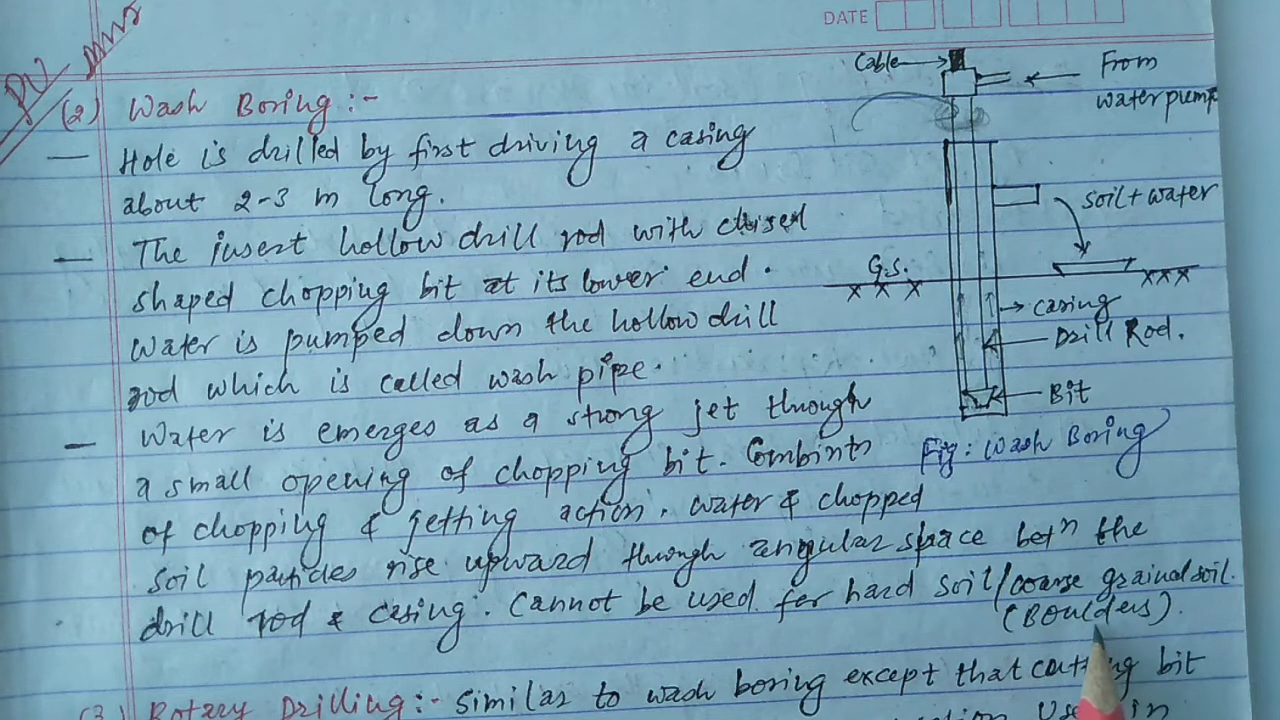 DATE
(2) Wash Boring :-
— Hole is drilled by first driving a casing
about 2-3 m long.
— The insert hollow drill rod with chisel
shaped chopping bit at its lower end.
Water is pumped down the hollow drill
rod which is called wash pipe.
— Water is emerges as a strong jet through
a small opening of chopping bit. Combints
of chopping & jetting action, water & chopped
soil particles rise upward through angular space betn the
drill rod & casing. Cannot be used for hard soil/coarse grained soil.
(Boulders).
(3) Rotary Drilling :- Similar to wash boring except that cutting bit
Cable
From
water pump
soil + water
G.S.
casing
Drill Rod.
Bit
Fig: Wash Boring